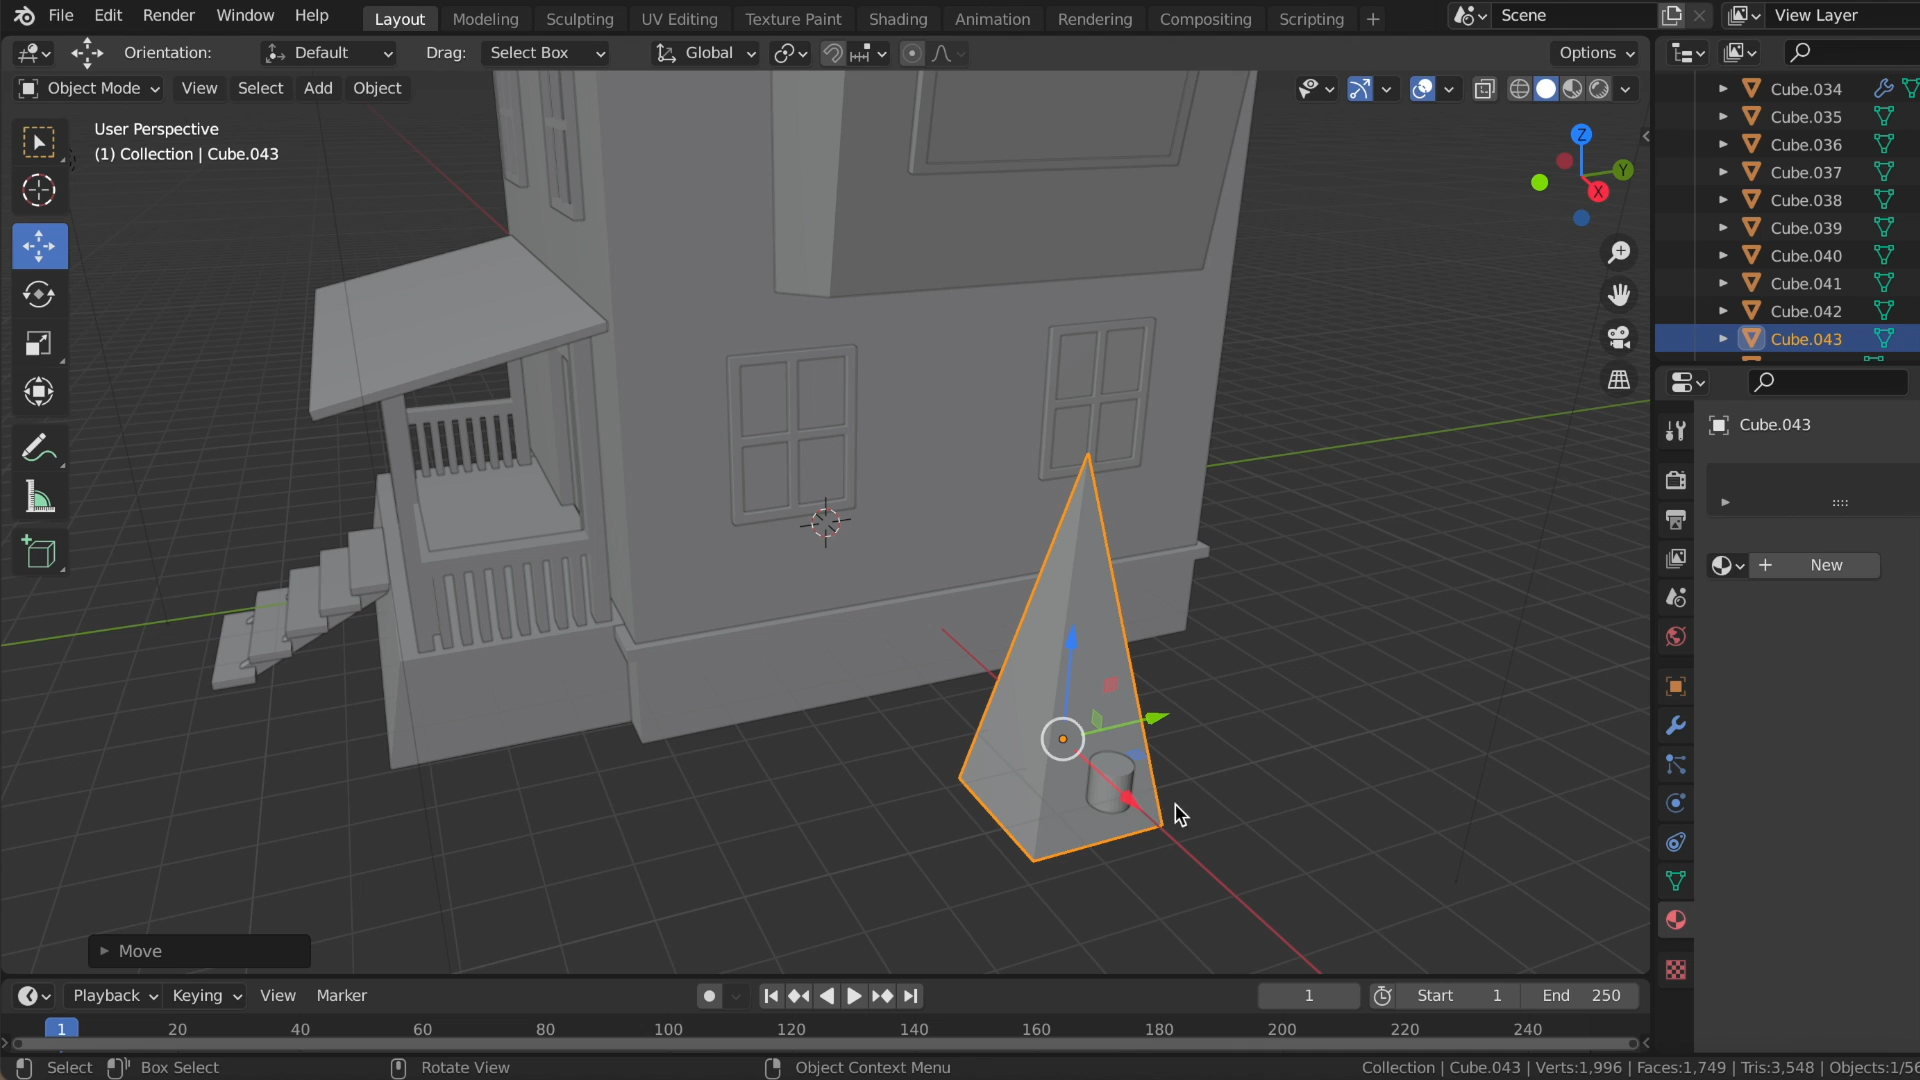 File Edit Render Window Help Layout Modeling Sculpting UV Editing Texture Paint Shading Animation Rendering Compositing Scripting + Scene View Layer
Orientation: Default Drag: Select Box Global Options
Object Mode View Select Add Object
User Perspective
(1) Collection | Cube.043
Z
Y
X
Cube.034
Cube.035
Cube.036
Cube.037
Cube.038
Cube.039
Cube.040
Cube.041
Cube.042
Cube.043
Cube.043
+ New
Move
Playback Keying View Marker 1 Start 1 End 250
1 20 40 60 80 100 120 140 160 180 200 220 240
Select Box Select Rotate View Object Context Menu Collection | Cube.043 | Verts:1,996 | Faces:1,749 | Tris:3,548 | Objects:1/56